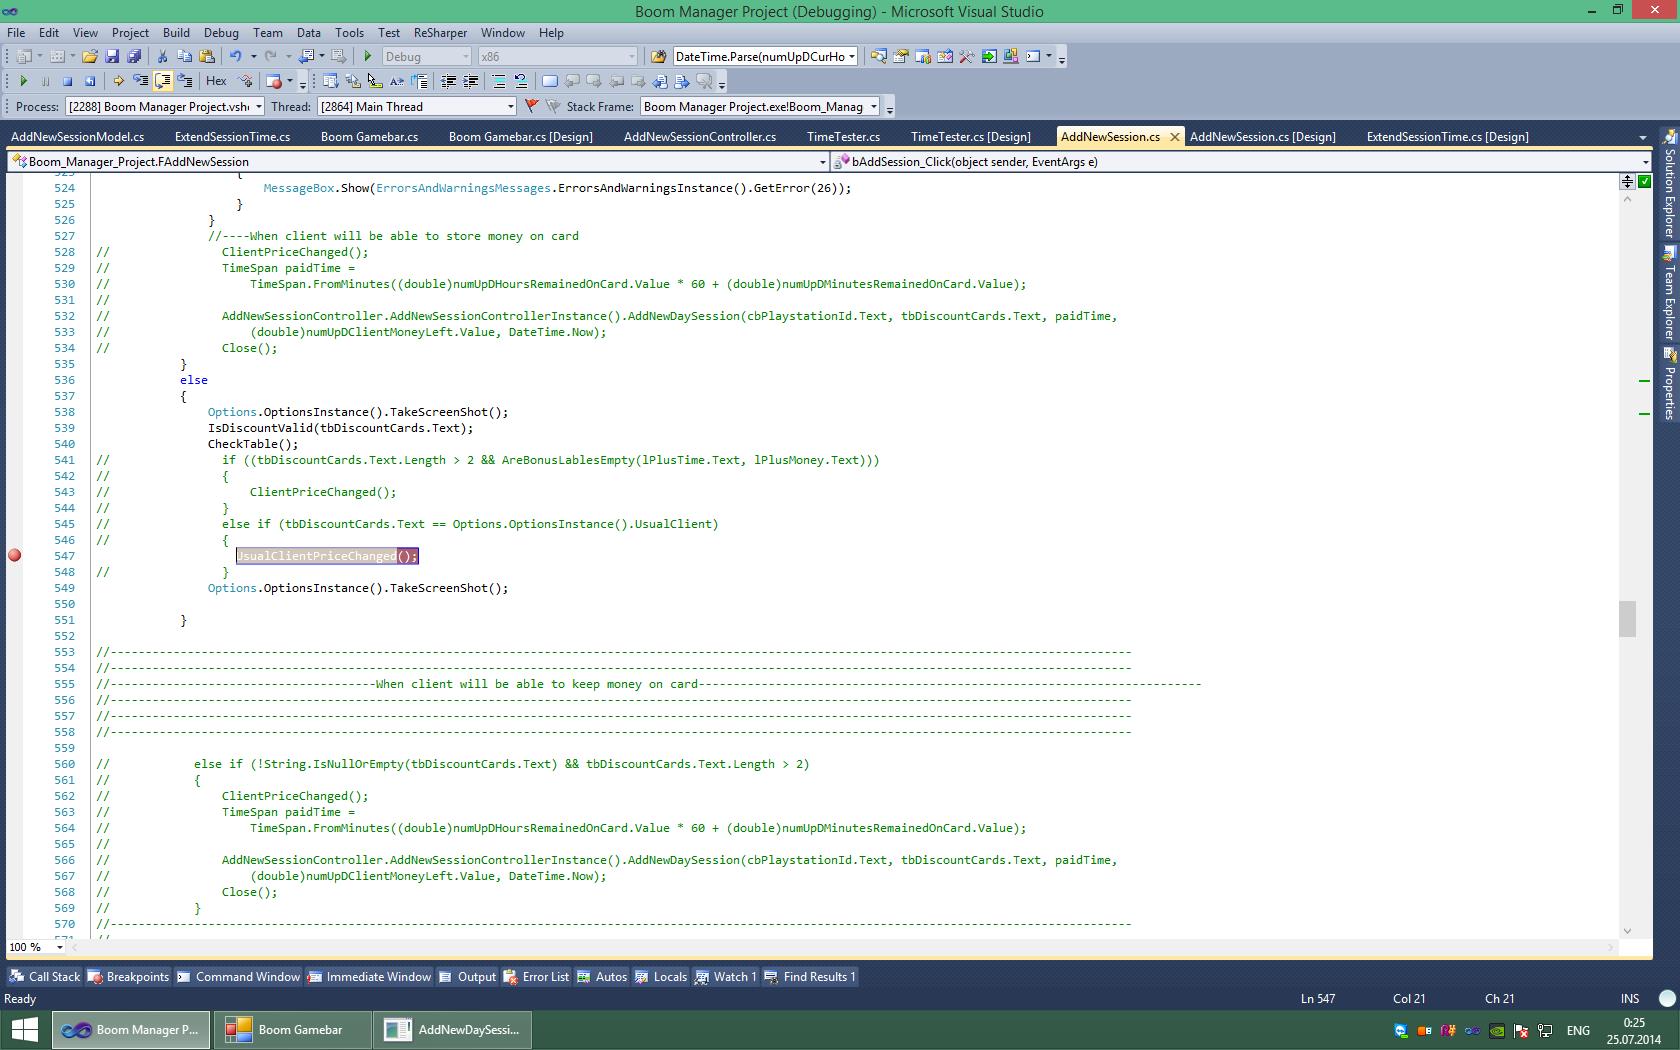 Boom Manager Project (Debugging) - Microsoft Visual Studio
File Edit View Project Build Debug Team Data Tools Test ReSharper Window Help
Debug x86 DateTime.Parse(numUpDCurHo
Hex
Process: [2288] Boom Manager Project.vsh Thread: [2864] Main Thread Stack Frame: Boom Manager Project.exe!Boom_Manag
AddNewSessionModel.cs ExtendSessionTime.cs Boom Gamebar.cs Boom Gamebar.cs [Design] AddNewSessionController.cs TimeTester.cs TimeTester.cs [Design] AddNewSession.cs AddNewSession.cs [Design] ExtendSessionTime.cs [Design]
Boom_Manager_Project.FAddNewSession bAddSession_Click(object sender, EventArgs e)
523 {
524 MessageBox.Show(ErrorsAndWarningsMessages.ErrorsAndWarningsInstance().GetError(26));
525 }
526 }
527 //----When client will be able to store money on card
528 // ClientPriceChanged();
529 // TimeSpan paidTime =
530 // TimeSpan.FromMinutes((double)numUpDHoursRemainedOnCard.Value * 60 + (double)numUpDMinutesRemainedOnCard.Value);
531 //
532 // AddNewSessionController.AddNewSessionControllerInstance().AddNewDaySession(cbPlaystationId.Text, tbDiscountCards.Text, paidTime,
533 // (double)numUpDClientMoneyLeft.Value, DateTime.Now);
534 // Close();
535 }
536 else
537 {
538 Options.OptionsInstance().TakeScreenShot();
539 IsDiscountValid(tbDiscountCards.Text);
540 CheckTable();
541 // if ((tbDiscountCards.Text.Length > 2 && AreBonusLablesEmpty(lPlusTime.Text, lPlusMoney.Text)))
542 // {
543 // ClientPriceChanged();
544 // }
545 // else if (tbDiscountCards.Text == Options.OptionsInstance().UsualClient)
546 // {
547 UsualClientPriceChanged();
548 // }
549 Options.OptionsInstance().TakeScreenShot();
550
551 }
552
553 //--------------------------------------------------------------------------------------------------------------------------------------------------
554 //--------------------------------------------------------------------------------------------------------------------------------------------------
555 //--------------------------------------When client will be able to keep money on card------------------------------------------------------------------------
556 //--------------------------------------------------------------------------------------------------------------------------------------------------
557 //--------------------------------------------------------------------------------------------------------------------------------------------------
558 //--------------------------------------------------------------------------------------------------------------------------------------------------
559
560 // else if (!String.IsNullOrEmpty(tbDiscountCards.Text) && tbDiscountCards.Text.Length > 2)
561 // {
562 // ClientPriceChanged();
563 // TimeSpan paidTime =
564 // TimeSpan.FromMinutes((double)numUpDHoursRemainedOnCard.Value * 60 + (double)numUpDMinutesRemainedOnCard.Value);
565 //
566 // AddNewSessionController.AddNewSessionControllerInstance().AddNewDaySession(cbPlaystationId.Text, tbDiscountCards.Text, paidTime,
567 // (double)numUpDClientMoneyLeft.Value, DateTime.Now);
568 // Close();
569 // }
570 //--------------------------------------------------------------------------------------------------------------------------------------------------
571 //
Solution Explorer
Team Explorer
Properties
100 %
Call Stack Breakpoints Command Window Immediate Window Output Error List Autos Locals Watch 1 Find Results 1
Ready Ln 547 Col 21 Ch 21 INS
Boom Manager P... Boom Gamebar AddNewDaySessi... ENG 0:25
25.07.2014